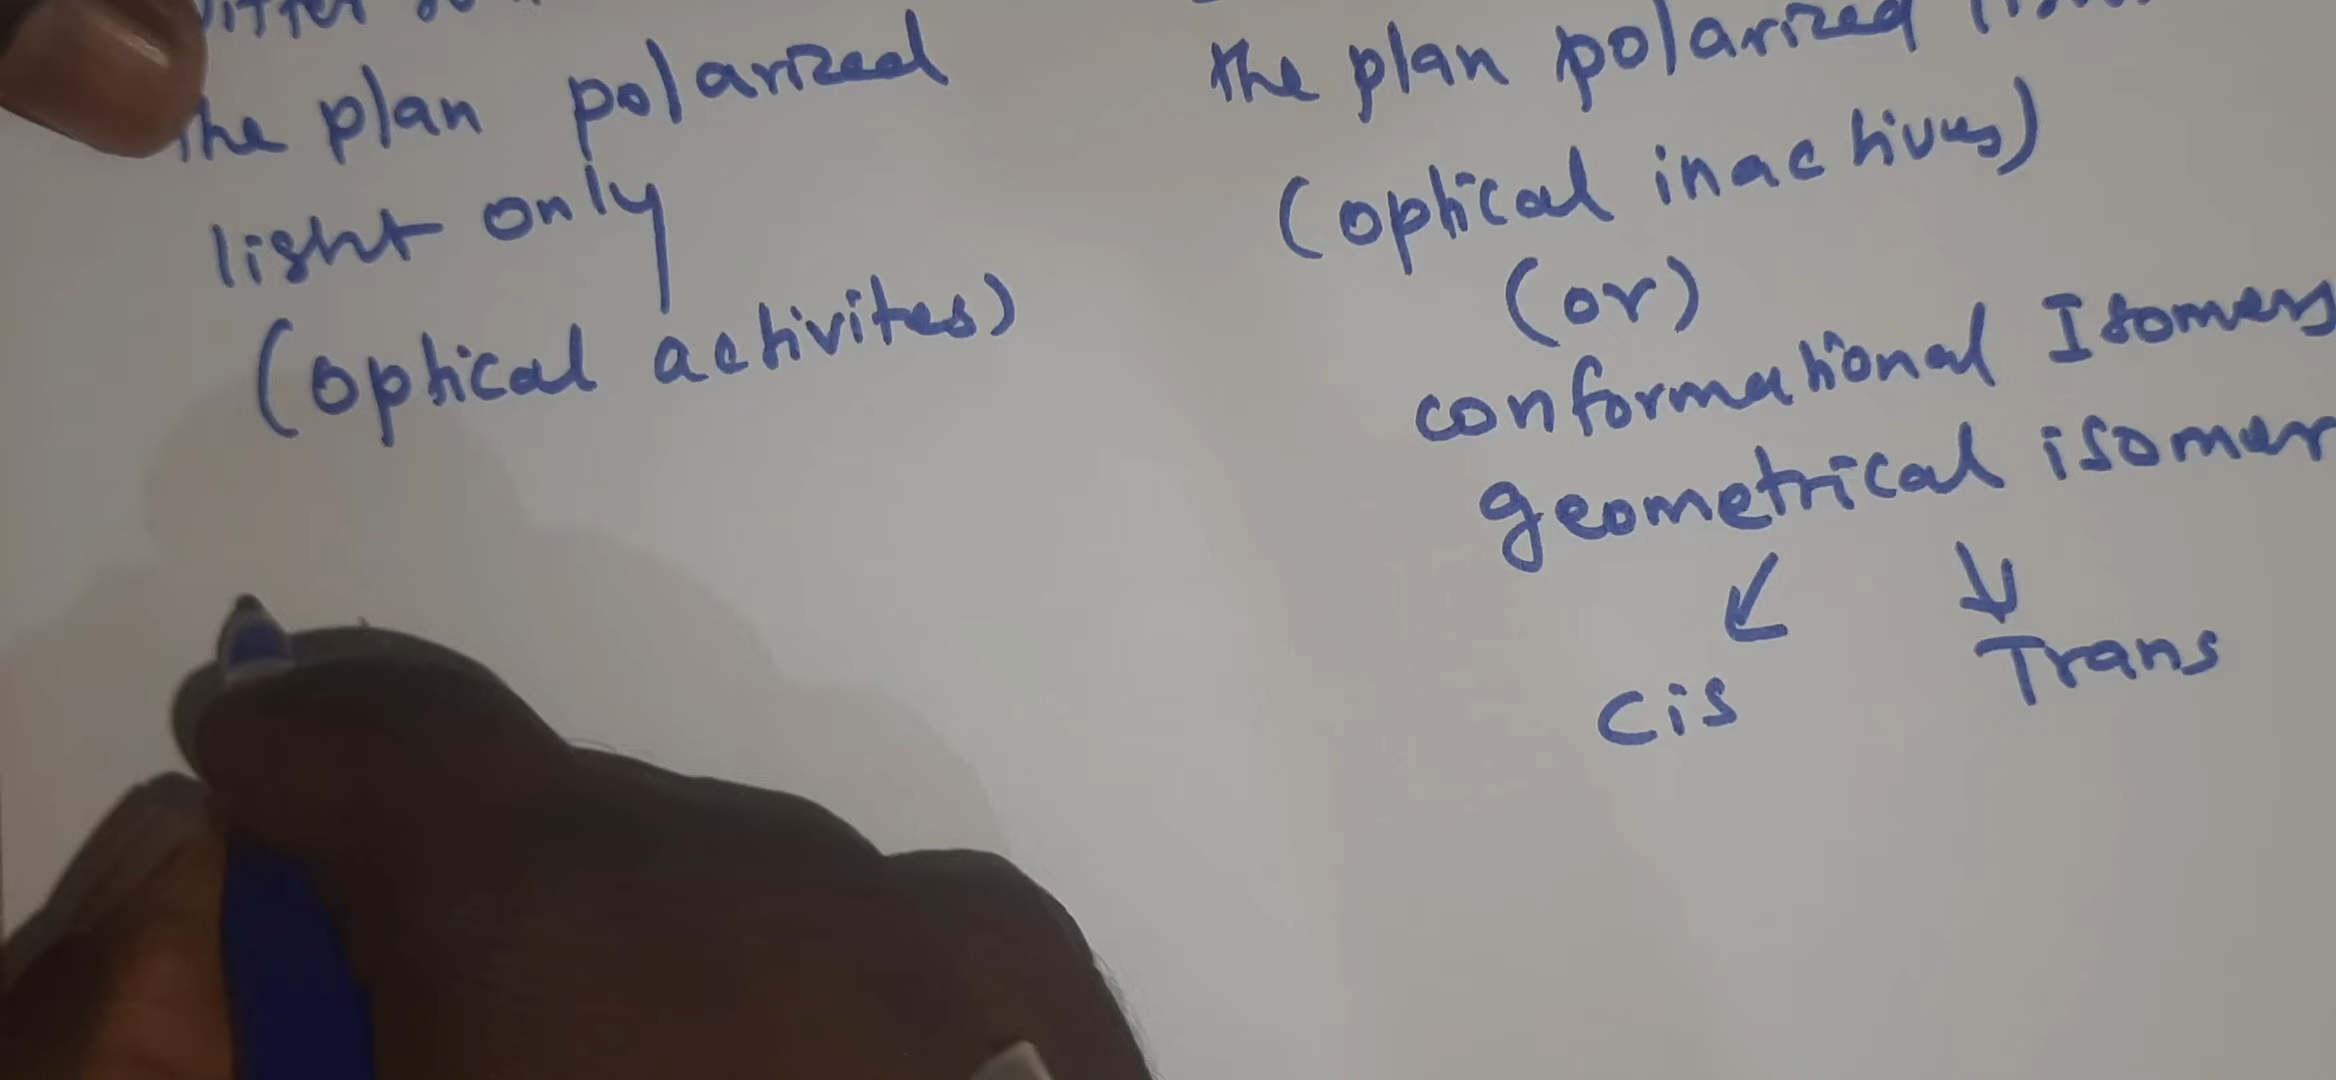 the plan polarized
light only
(optical activites)
the plan polarized
(optical inactives)
(or)
conformational Isomers
geometrical isomer
cis Trans